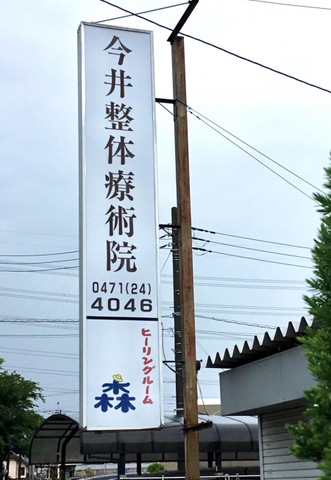 今井整体療術院
0471(24)
4046
ヒーリングルーム
森